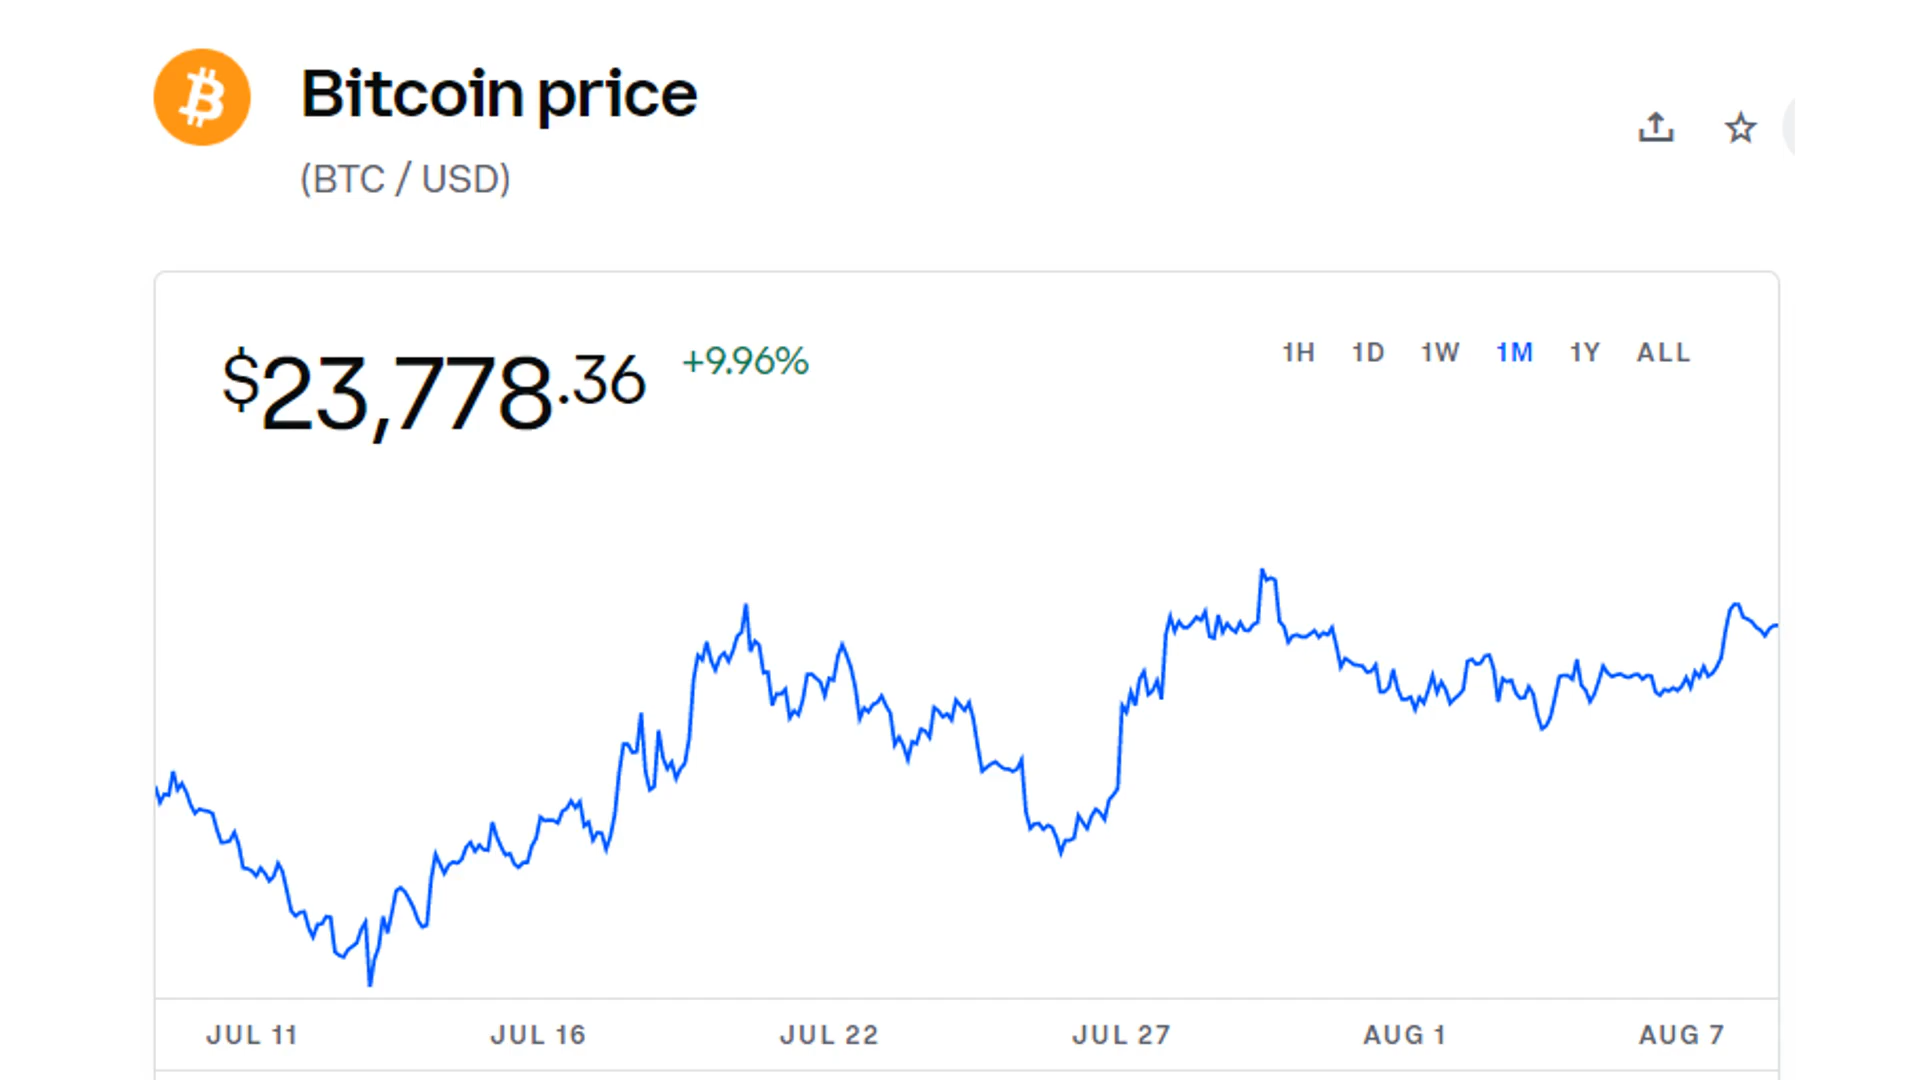 Bitcoin price
(BTC / USD)
$23,778.36 +9.96%
1H 1D 1W 1M 1Y ALL
JUL 11 JUL 16 JUL 22 JUL 27 AUG 1 AUG 7